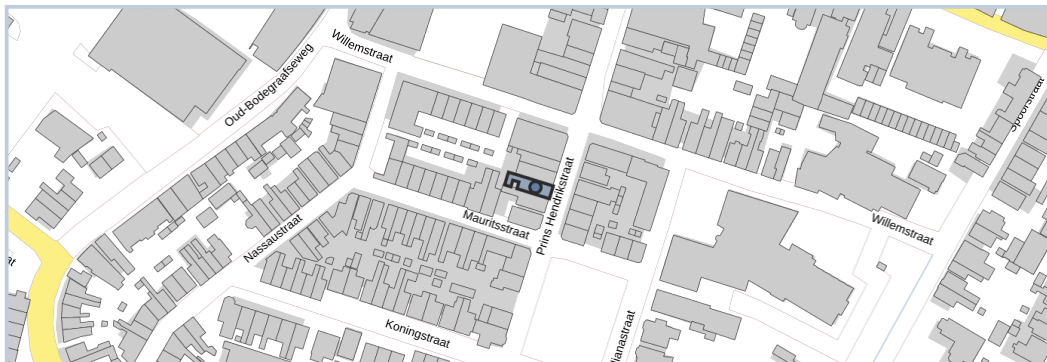 Willemstraat
Oud-Bodegraafseweg
Spoorstraat
Prins Hendrikstraat
Mauritsstraat
Willemstraat
Nassaustraat
Koningstraat